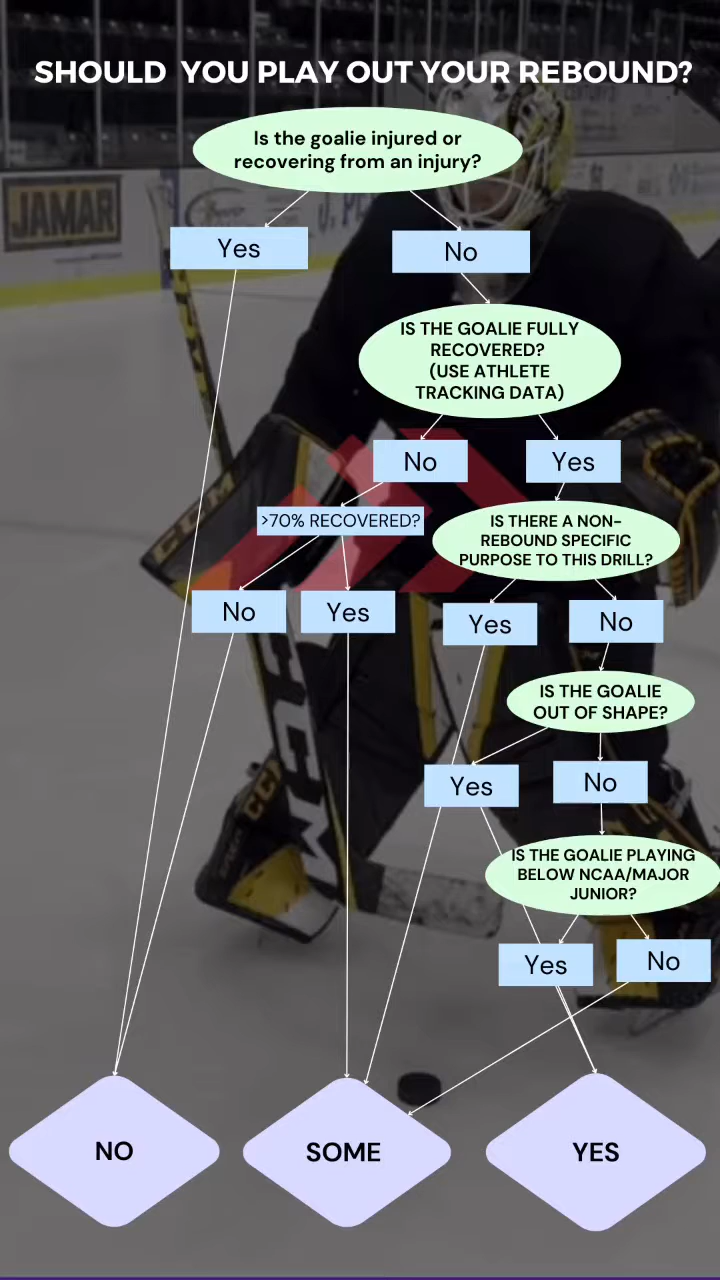 SHOULD YOU PLAY OUT YOUR REBOUND?
Is the goalie injured or
recovering from an injury?
JAMAR
Yes
No
IS THE GOALIE FULLY
RECOVERED?
(USE ATHLETE
TRACKING DATA)
No
Yes
>70% RECOVERED?
IS THERE A NON-
REBOUND SPECIFIC
PURPOSE TO THIS DRILL?
No
Yes
Yes
No
IS THE GOALIE
OUT OF SHAPE?
Yes
No
IS THE GOALIE PLAYING
BELOW NCAA/MAJOR
JUNIOR?
Yes
No
CCM
CCM
CCM
NO
SOME
YES